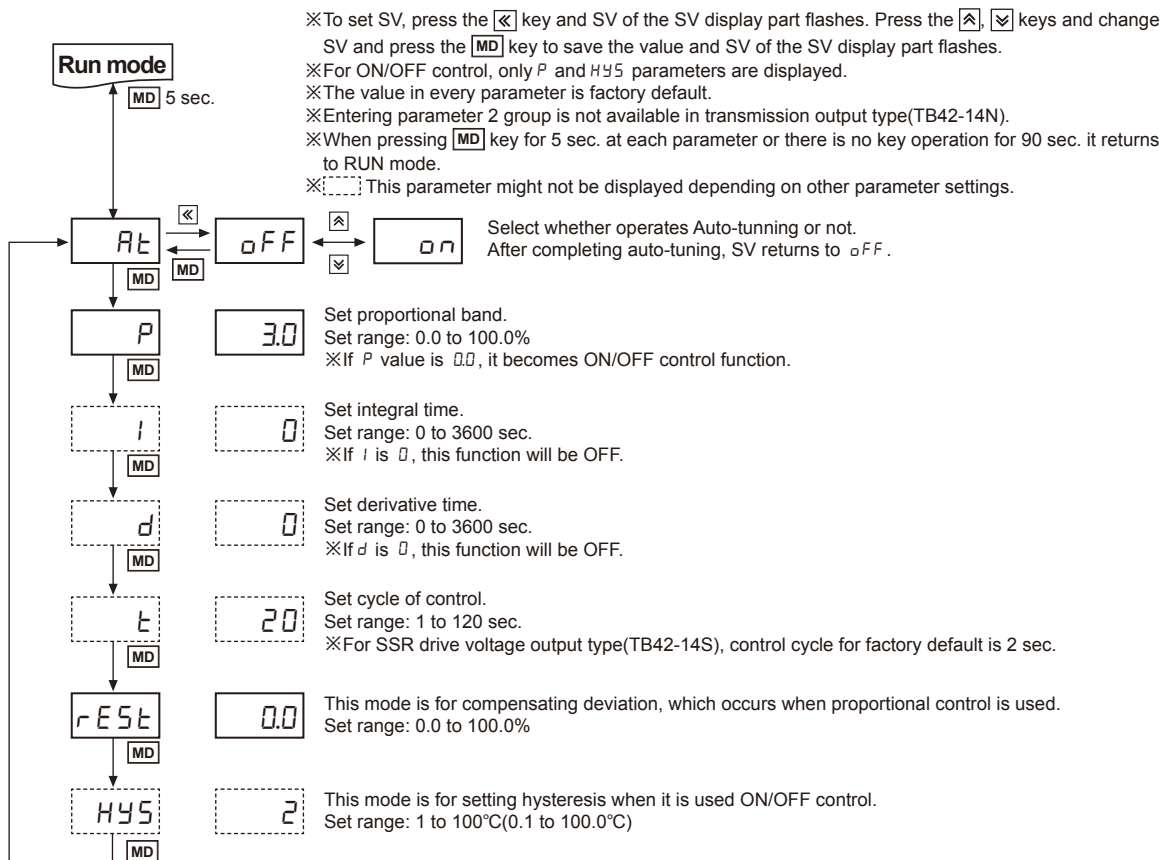 ※To set SV, press the « key and SV of the SV display part flashes. Press the ︽, ︾ keys and change
SV and press the MD key to save the value and SV of the SV display part flashes.
※For ON/OFF control, only P and HYS parameters are displayed.
※The value in every parameter is factory default.
※Entering parameter 2 group is not available in transmission output type(TB42-14N).
※When pressing MD key for 5 sec. at each parameter or there is no key operation for 90 sec. it returns
to RUN mode.
※ This parameter might not be displayed depending on other parameter settings.
Run mode
MD 5 sec.
At
«
MD
oFF
︽
︾
on
Select whether operates Auto-tunning or not.
After completing auto-tuning, SV returns to oFF.
MD
P
3.0
Set proportional band.
Set range: 0.0 to 100.0%
※If P value is 0.0, it becomes ON/OFF control function.
MD
I
0
Set integral time.
Set range: 0 to 3600 sec.
※If I is 0, this function will be OFF.
MD
d
0
Set derivative time.
Set range: 0 to 3600 sec.
※If d is 0, this function will be OFF.
MD
t
20
Set cycle of control.
Set range: 1 to 120 sec.
※For SSR drive voltage output type(TB42-14S), control cycle for factory default is 2 sec.
MD
rESt
0.0
This mode is for compensating deviation, which occurs when proportional control is used.
Set range: 0.0 to 100.0%
MD
HYS
2
This mode is for setting hysteresis when it is used ON/OFF control.
Set range: 1 to 100℃(0.1 to 100.0℃)
MD